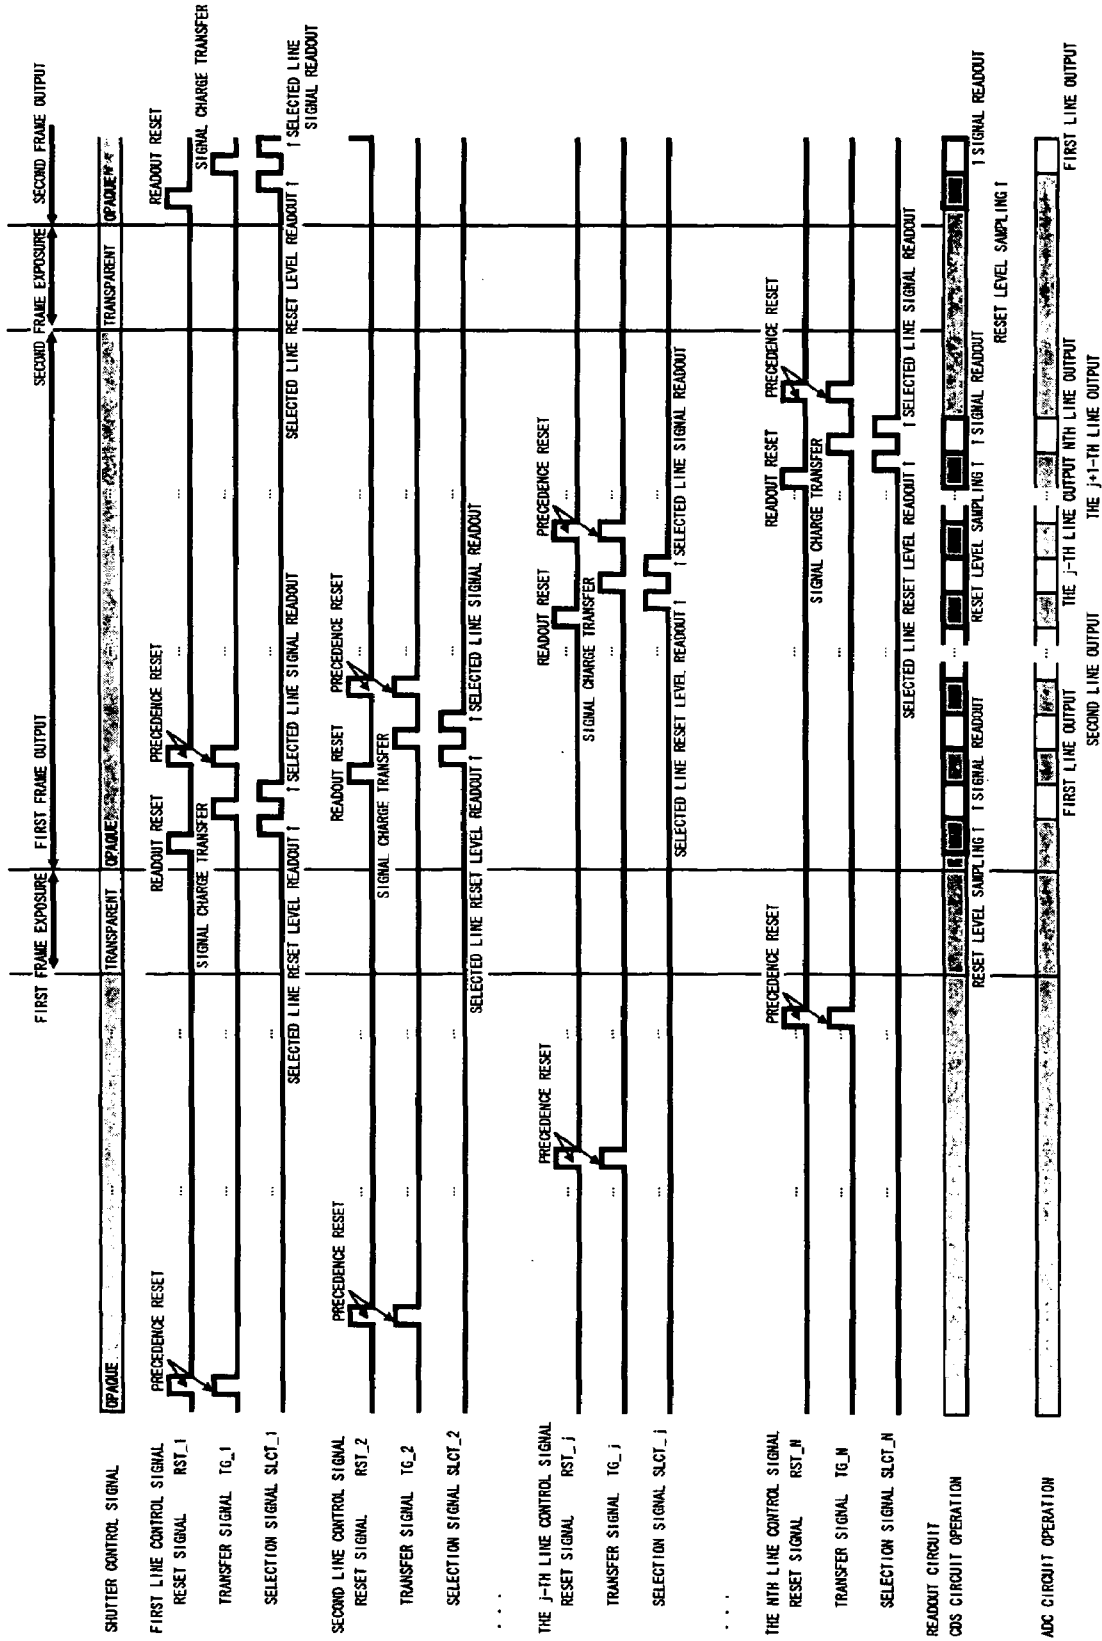 FIRST FRAME EXPOSURE
FIRST FRAME OUTPUT
SECOND FRAME EXPOSURE
SECOND FRAME OUTPUT
SHUTTER CONTROL SIGNAL
OPAQUE
...
TRANSPARENT
OPAQUE
TRANSPARENT
OPAQUE
FIRST LINE CONTROL SIGNAL
RESET SIGNAL RST_1
PRECEDENCE RESET
...
...
READOUT RESET
PRECEDENCE RESET
...
...
READOUT RESET
TRANSFER SIGNAL TG_1
...
...
SIGNAL CHARGE TRANSFER
...
...
SIGNAL CHARGE TRANSFER
SELECTION SIGNAL SLCT_1
...
...
SELECTED LINE RESET LEVEL READOUT↑
↑SELECTED LINE SIGNAL READOUT
...
...
SELECTED LINE RESET LEVEL READOUT↑
↑SELECTED LINE
SIGNAL READOUT
SECOND LINE CONTROL SIGNAL
RESET SIGNAL RST_2
PRECEDENCE RESET
...
...
READOUT RESET
PRECEDENCE RESET
...
...
TRANSFER SIGNAL TG_2
...
...
SIGNAL CHARGE TRANSFER
...
...
SELECTION SIGNAL SLCT_2
...
...
SELECTED LINE RESET LEVEL READOUT↑
↑SELECTED LINE SIGNAL READOUT
...
...
. . .
THE j-TH LINE CONTROL SIGNAL
RESET SIGNAL RST_j
...
PRECEDENCE RESET
...
...
READOUT RESET
PRECEDENCE RESET
...
TRANSFER SIGNAL TG_j
...
...
...
SIGNAL CHARGE TRANSFER
...
SELECTION SIGNAL SLCT_j
...
...
...
SELECTED LINE RESET LEVEL READOUT↑
↑SELECTED LINE SIGNAL READOUT
...
. . .
THE NTH LINE CONTROL SIGNAL
RESET SIGNAL RST_N
...
...
PRECEDENCE RESET
...
...
READOUT RESET
PRECEDENCE RESET
TRANSFER SIGNAL TG_N
...
...
...
...
SIGNAL CHARGE TRANSFER
SELECTION SIGNAL SLCT_N
...
...
...
...
SELECTED LINE RESET LEVEL READOUT↑
↑SELECTED LINE SIGNAL READOUT
READOUT CIRCUIT
CDS CIRCUIT OPERATION
...
...
RESET LEVEL SAMPLING↑
↑SIGNAL READOUT
RESET LEVEL SAMPLING↑
↑SIGNAL READOUT
RESET LEVEL SAMPLING↑
↑SIGNAL READOUT
ADC CIRCUIT OPERATION
...
...
FIRST LINE OUTPUT
SECOND LINE OUTPUT
THE j-TH LINE OUTPUT
THE j+1-TH LINE OUTPUT
NTH LINE OUTPUT
FIRST LINE OUTPUT